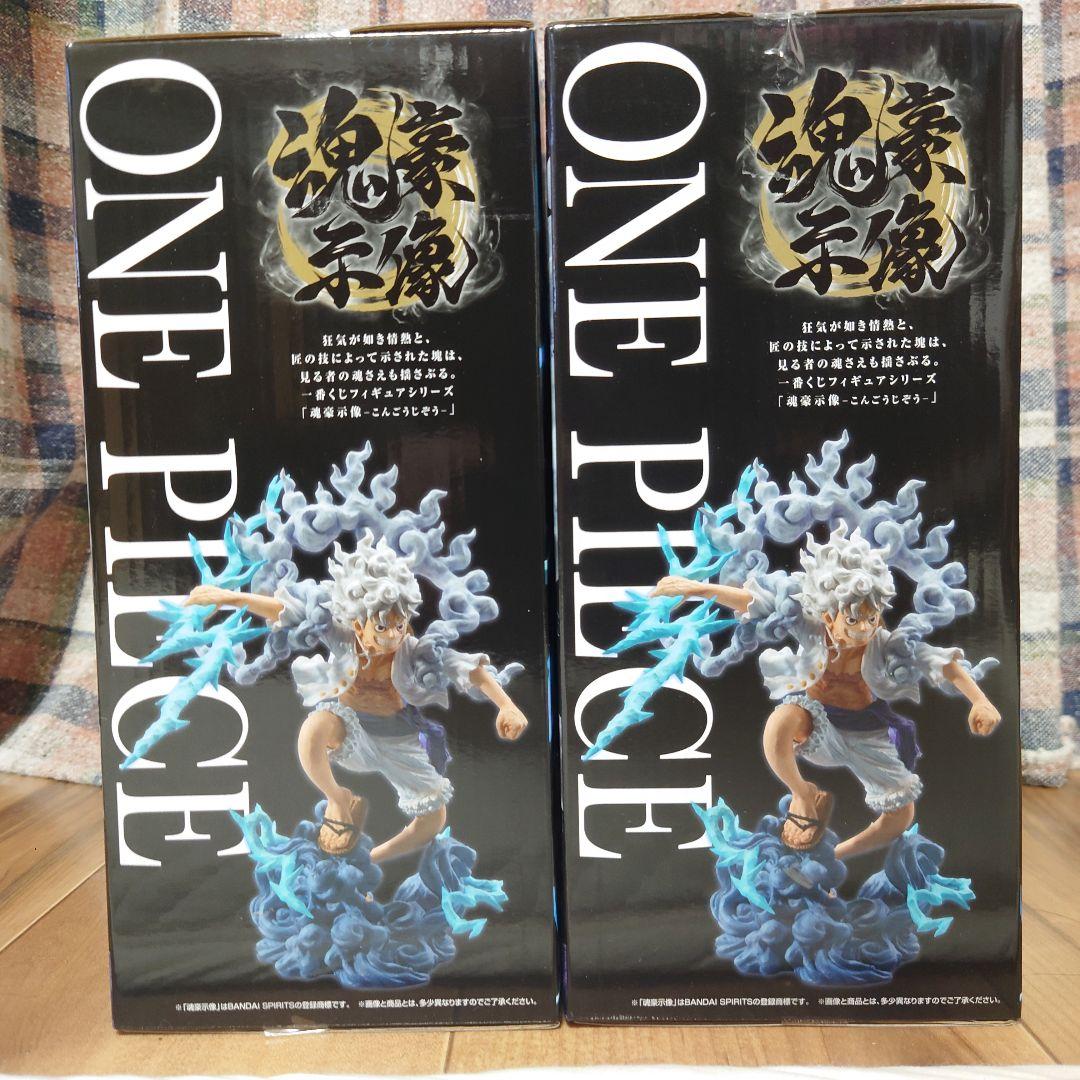 ONE PIECE
魂豪
示像
狂気が如き情熱と、
匠の技によって示された塊は、
見る者の魂さえも揺さぶる。
一番くじフィギュアシリーズ
「魂豪示像-こんごうじぞう-」
※「魂豪示像」はBANDAI SPIRITSの登録商標です。 ※画像と商品とは、多少異なりますのでご了承ください。
ONE PIECE
魂豪
示像
狂気が如き情熱と、
匠の技によって示された塊は、
見る者の魂さえも揺さぶる。
一番くじフィギュアシリーズ
「魂豪示像-こんごうじぞう-」
※「魂豪示像」はBANDAI SPIRITSの登録商標です。 ※画像と商品とは、多少異なりますのでご了承ください。